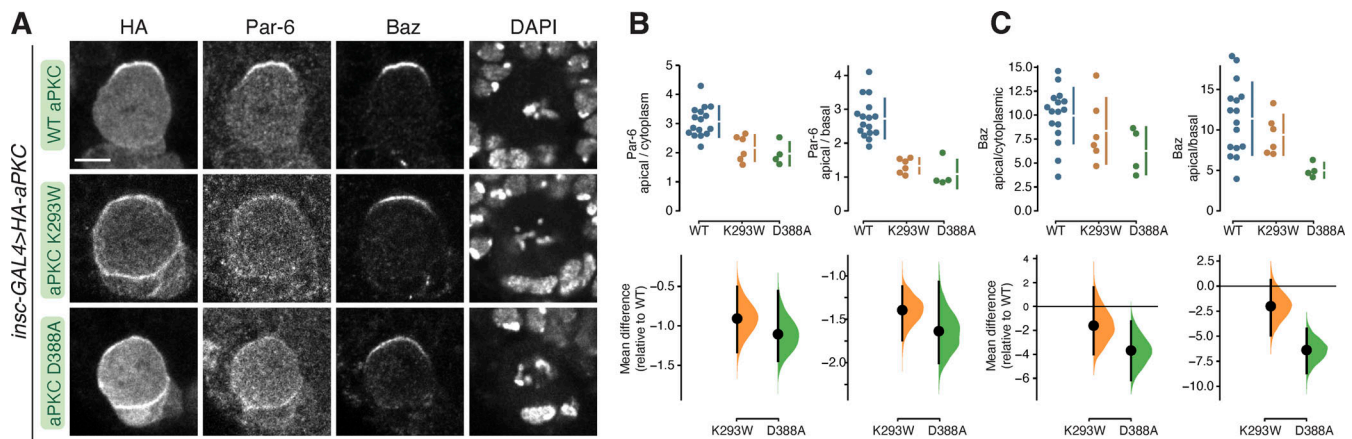 A
HA
Par-6
Baz
DAPI
insc-GAL4>HA-aPKC
WT aPKC
aPKC K293W
aPKC D388A
B
Par-6
apical / cytoplasm
6
5
4
3
2
1
0
WT
K293W
D388A
Par-6
apical / basal
4
3
2
1
0
WT
K293W
D388A
Mean difference
(relative to WT)
−0.5
−1.0
−1.5
K293W
D388A
−1.0
−1.5
−2.0
K293W
D388A
C
Baz
apical/cytoplasmic
15.0
12.5
10.0
7.5
5.0
2.5
0.0
WT
K293W
D388A
Baz
apical/basal
15
10
5
0
WT
K293W
D388A
Mean difference
(relative to WT)
4
2
0
−2
−4
−6
K293W
D388A
2.5
0.0
−2.5
−5.0
−7.5
−10.0
K293W
D388A